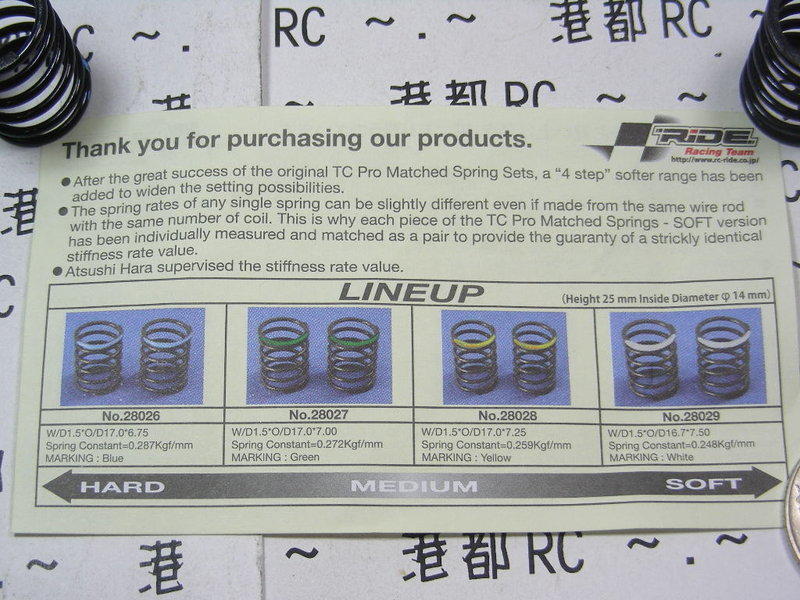 RC ~.
RC ~.~
港都RC
港都RC ~ ~
Thank you for purchasing our products.
RiDE.
Racing Team
http://www.rc-ride.co.jp/
●After the great success of the original TC Pro Matched Spring Sets, a "4 step" softer range has been
added to widen the setting possibilities.
●The spring rates of any single spring can be slightly different even if made from the same wire rod
with the same number of coil. This is why each piece of the TC Pro Matched Springs - SOFT version
has been individually measured and matched as a pair to provide the guaranty of a strickly identical
stiffness rate value.
●Atsushi Hara supervised the stiffness rate value.
LINEUP
(Height 25 mm Inside Diameter φ 14 mm)
No.28026 No.28027 No.28028 No.28029
W/D1.5*O/D17.0*6.75 W/D1.5*O/D17.0*7.00 W/D1.5*O/D17.0*7.25 W/D1.5*O/D16.7*7.50
Spring Constant=0.287Kgf/mm Spring Constant=0.272Kgf/mm Spring Constant=0.259Kgf/mm Spring Constant=0.248Kgf/mm
MARKING : Blue MARKING : Green MARKING : Yellow MARKING : White
HARD MEDIUM SOFT
~.~ 港 ~ 港都RC ~.~